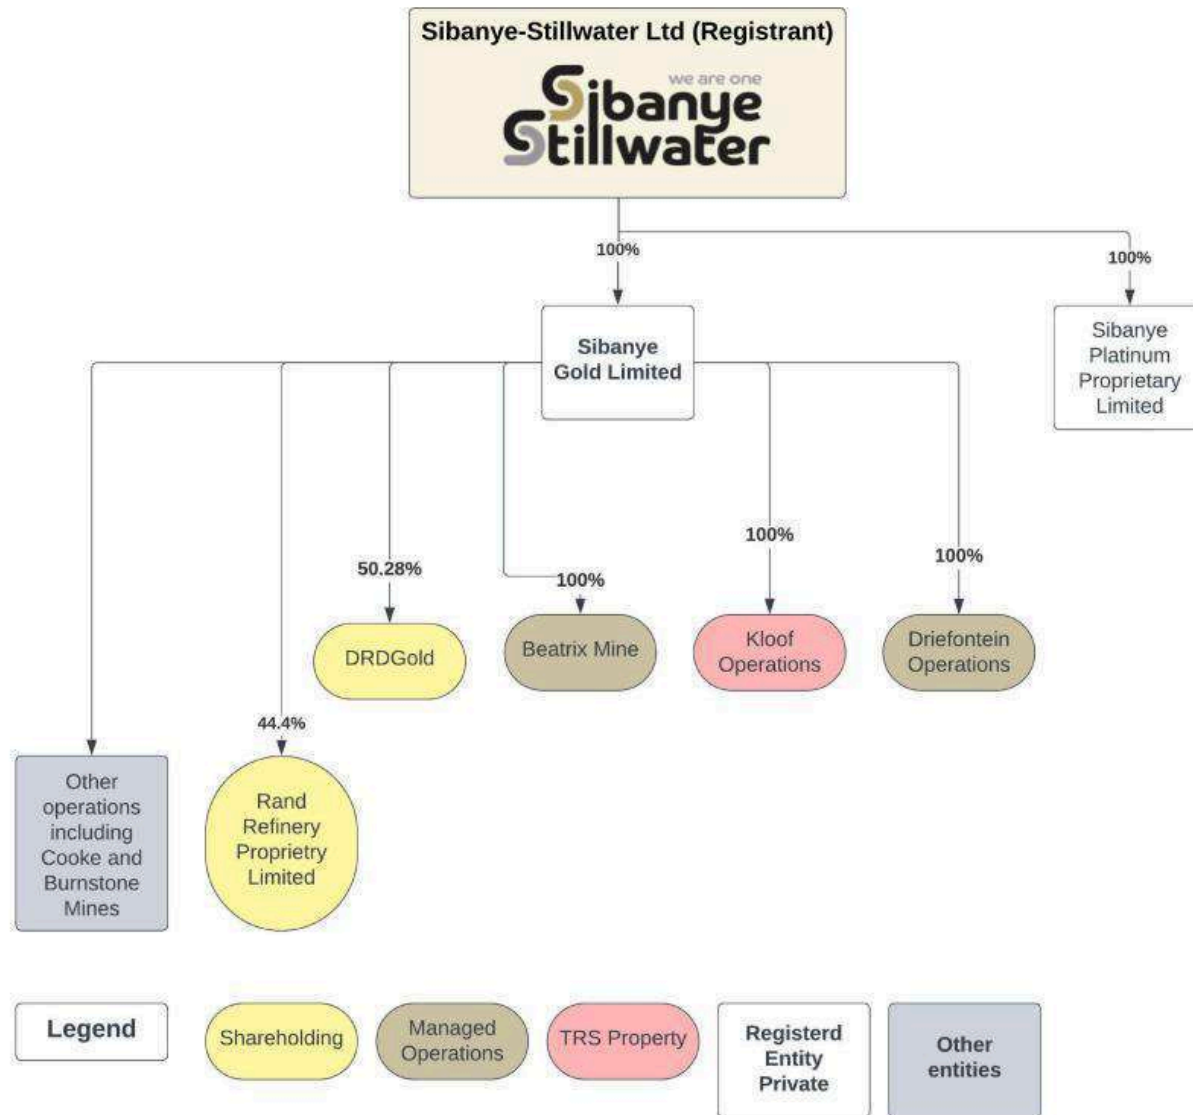 Sibanye-Stillwater Ltd (Registrant)
we are one
Sibanye
Stillwater
100%
100%
Sibanye
Gold Limited
Sibanye
Platinum
Proprietary
Limited
50.28%
100%
100%
100%
DRDGold
Beatrix Mine
Kloof
Operations
Driefontein
Operations
44.4%
Other
operations
including
Cooke and
Burnstone
Mines
Rand
Refinery
Proprietry
Limited
Legend
Shareholding
Managed
Operations
TRS Property
Registerd
Entity
Private
Other
entities